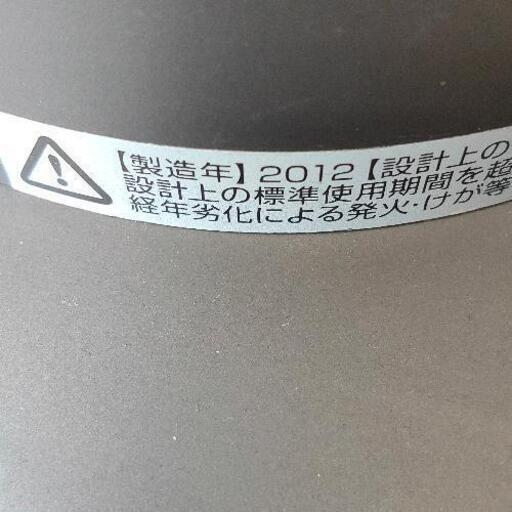 【製造年】2012【設計上の
設計上の標準使用期間を超
経年劣化による発火・けが等